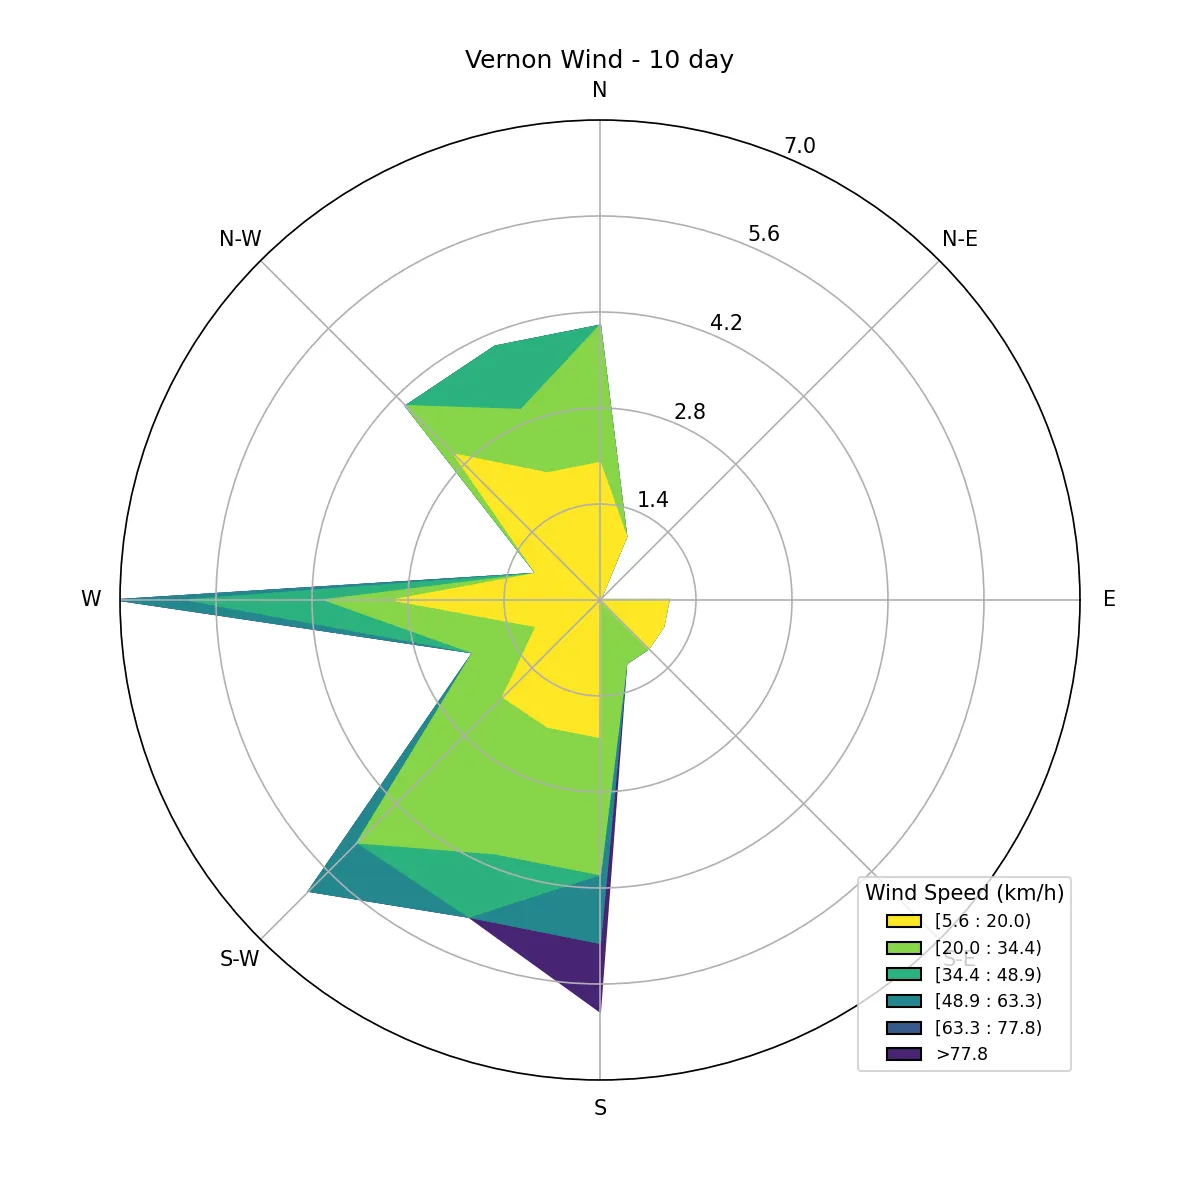 Vernon Wind - 10 day
N
7.0
N-W
5.6
N-E
4.2
2.8
1.4
W
E
S-W
S-E
S
Wind Speed (km/h)
[5.6 : 20.0)
[20.0 : 34.4)
[34.4 : 48.9)
[48.9 : 63.3)
[63.3 : 77.8)
>77.8